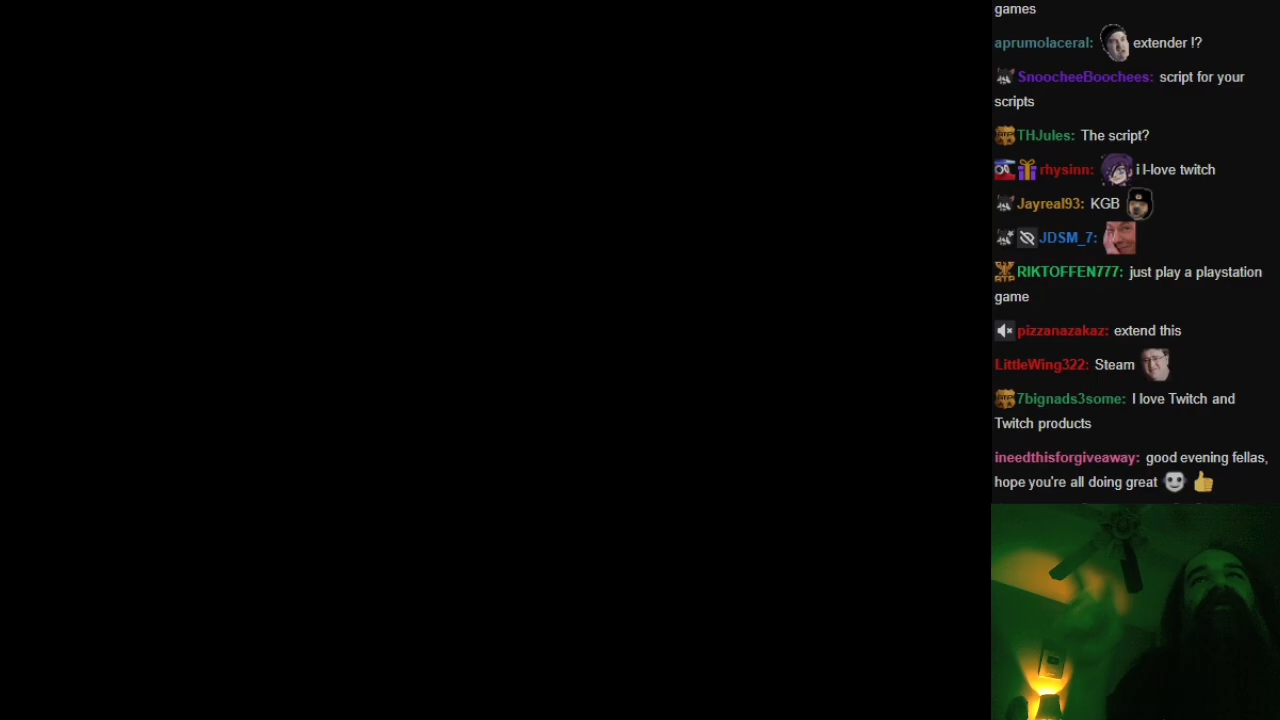 games
aprumolaceral: extender !?
SnoocheeBoochees: script for your
scripts
THJules: The script?
rhysinn: i l-love twitch
Jayreal93: KGB
JDSM_7:
RIKTOFFEN777: just play a playstation
game
pizzanazakaz: extend this
LittleWing322: Steam
7bignads3some: I love Twitch and
Twitch products
ineedthisforgiveaway: good evening fellas,
hope you're all doing great